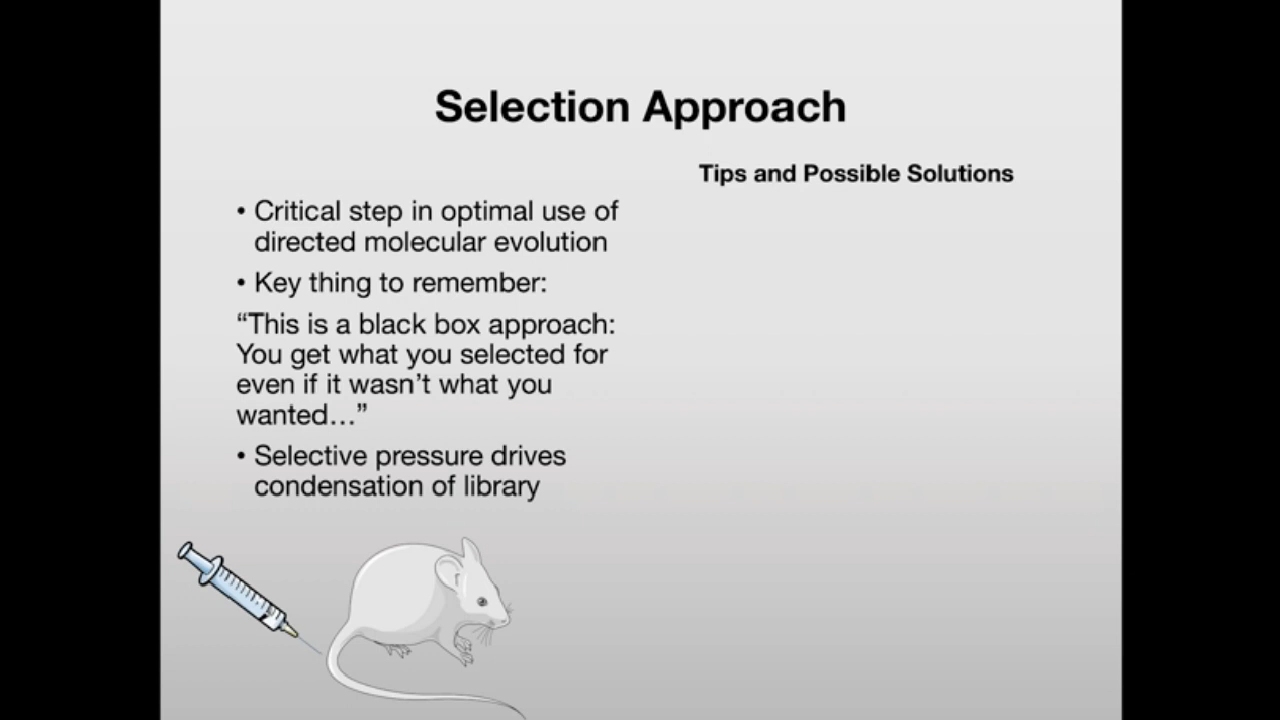 Selection Approach
Tips and Possible Solutions
• Critical step in optimal use of
directed molecular evolution
• Key thing to remember:
“This is a black box approach:
You get what you selected for
even if it wasn’t what you
wanted…”
• Selective pressure drives
condensation of library